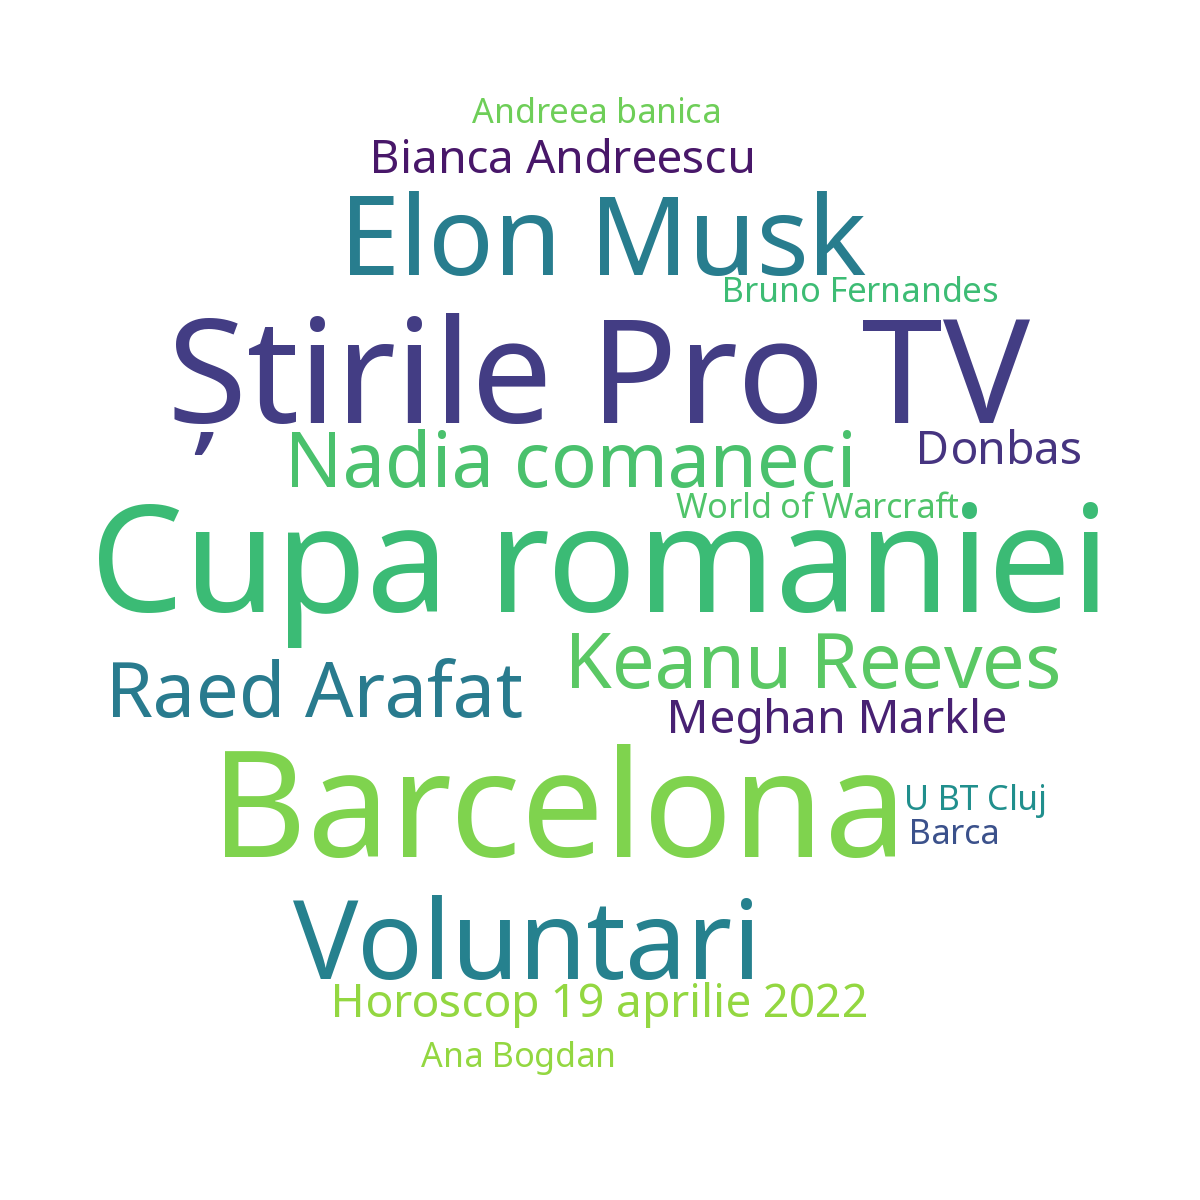 Andreea banica
Bianca Andreescu
Elon Musk
Bruno Fernandes
Știrile Pro TV
Nadia comaneci
Donbas
World of Warcraft
Cupa romaniei
Keanu Reeves
Raed Arafat
Meghan Markle
Barcelona
U BT Cluj
Barca
Voluntari
Horoscop 19 aprilie 2022
Ana Bogdan